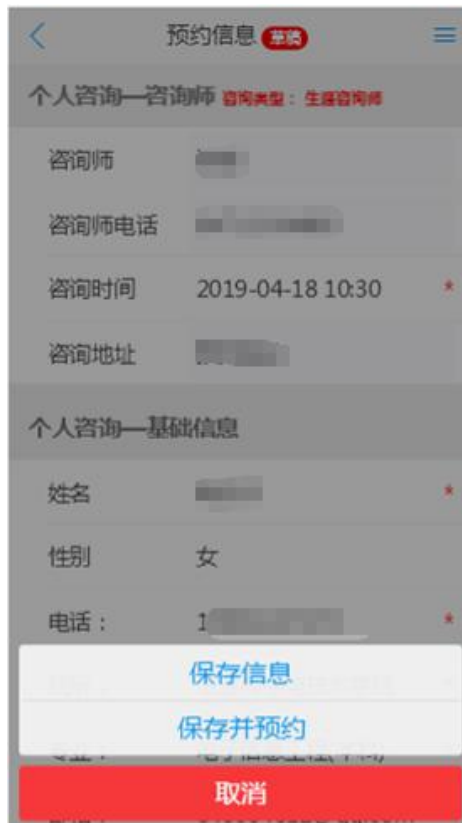 预约信息 草稿
个人咨询—咨询师 咨询类型： 生涯咨询师
咨询师
咨询师电话
咨询时间 2019-04-18 10:30 *
咨询地址
个人咨询—基础信息
姓名 *
性别 女
电话： 1 *
保存信息
保存并预约
取消